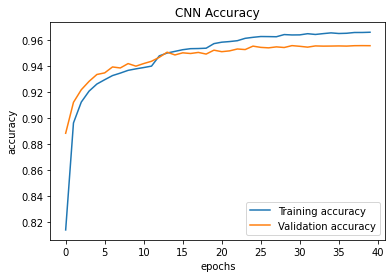 CNN Accuracy
accuracy
0.96
0.94
0.92
0.90
0.88
0.86
0.84
0.82
Training accuracy
Validation accuracy
0 5 10 15 20 25 30 35 40
epochs